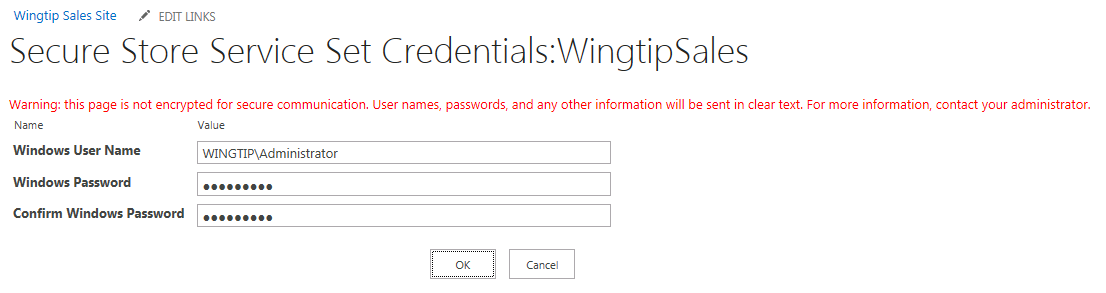 Wingtip Sales Site EDIT LINKS
Secure Store Service Set Credentials:WingtipSales
Warning: this page is not encrypted for secure communication. User names, passwords, and any other information will be sent in clear text. For more information, contact your administrator.
Name Value
Windows User Name WINGTIP\Administrator
Windows Password ●●●●●●●●●
Confirm Windows Password ●●●●●●●●●
OK Cancel